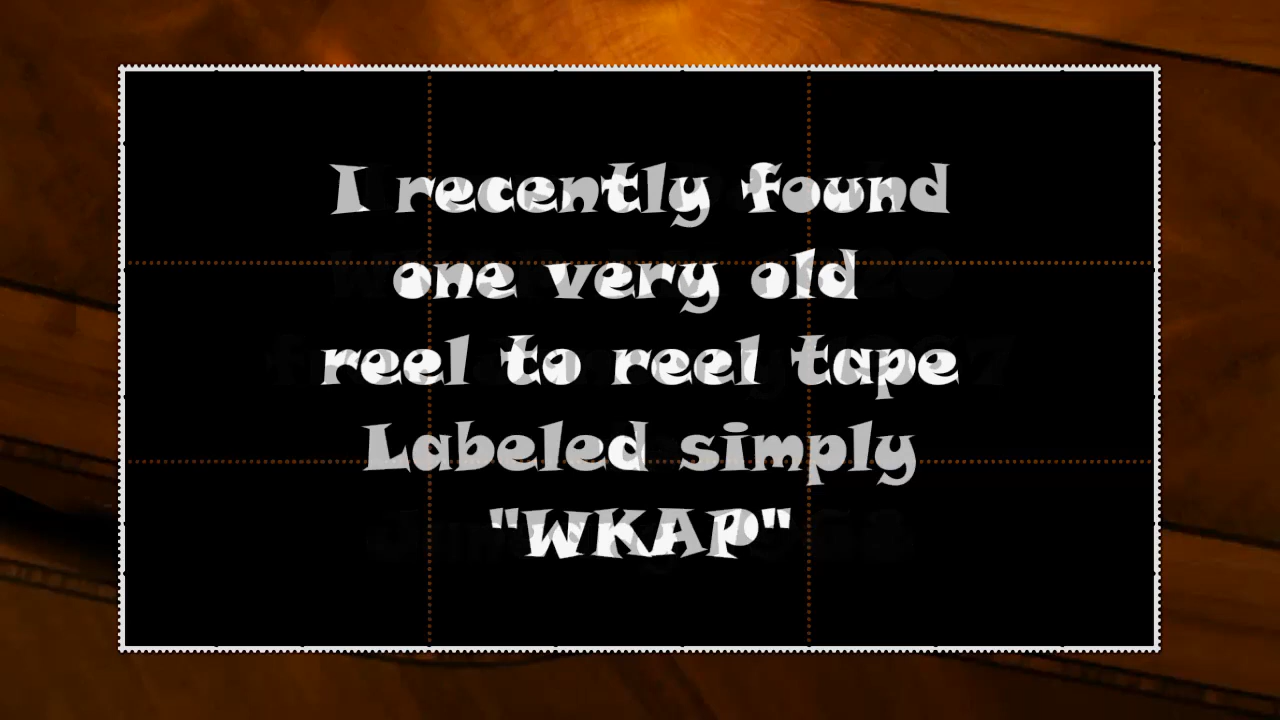 I recently found
one very old
reel to reel tape
Labeled simply
"WKAP"